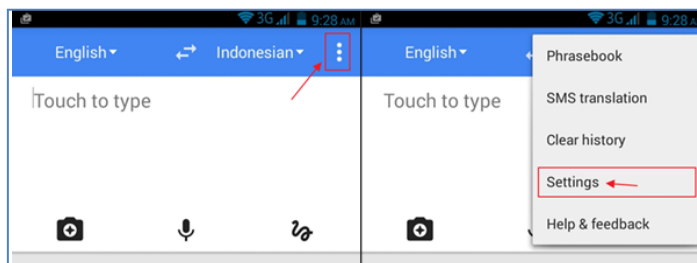 3G 9:28 AM
English Indonesian
Touch to type
3G 9:28 A
English
Touch to type
Phrasebook
SMS translation
Clear history
Settings
Help & feedback